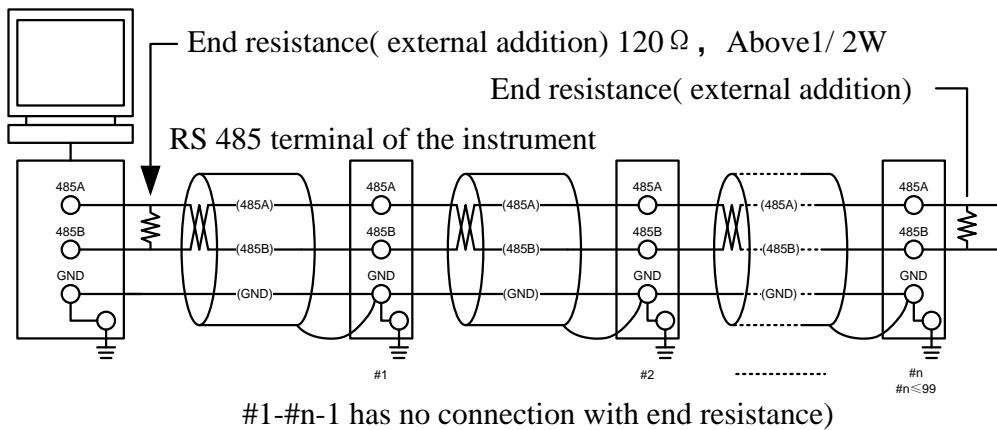 End resistance( external addition) 120Ω, Above1/ 2W
End resistance( external addition)
RS 485 terminal of the instrument
485A (485A) 485A (485A) 485A (485A) 485A
485B (485B) 485B (485B) 485B (485B) 485B
GND (GND) GND (GND) GND (GND) GND
#1 #2 #n
#n≤99
#1-#n-1 has no connection with end resistance)